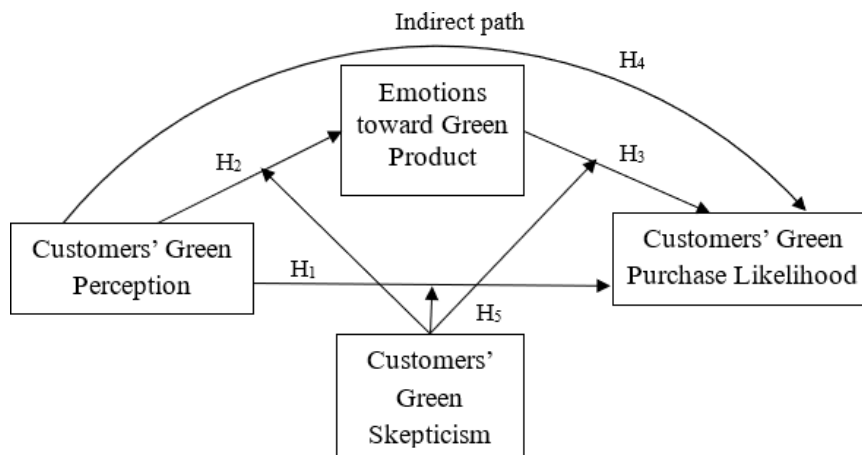 Indirect path
H₄
Emotions
toward Green
Product
H₂
H₃
Customers’ Green
Perception
Customers’ Green
Purchase Likelihood
H₁
H₅
Customers’
Green
Skepticism